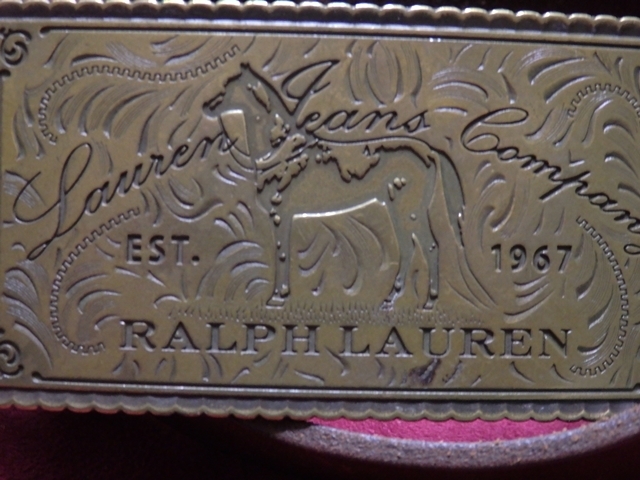 Lauren Jeans Company
EST. 1967
RALPH LAUREN